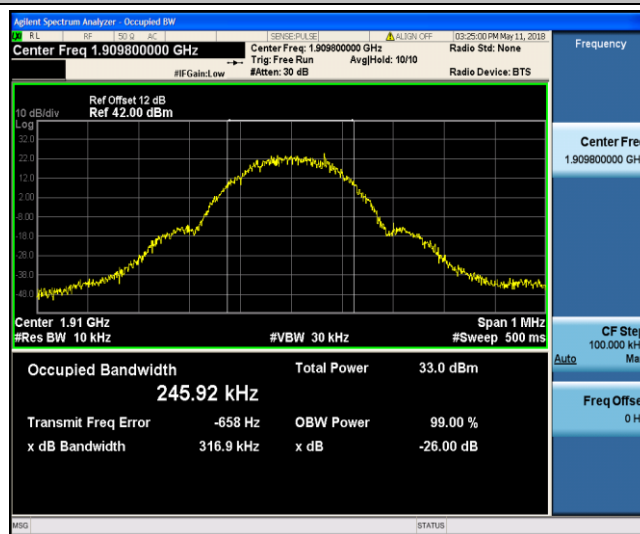 Agilent Spectrum Analyzer - Occupied BW
RL RF 50 Ω AC SENSE:PULSE ALIGN OFF 03:25:00 PM May 11, 2018
Center Freq 1.909800000 GHz
Center Freq: 1.909800000 GHz Radio Std: None
Trig: Free Run Avg|Hold: 10/10
#IFGain:Low #Atten: 30 dB Radio Device: BTS
Ref Offset 12 dB
10 dB/div Ref 42.00 dBm
Log
32.0
22.0
12.0
2.00
-8.00
-18.0
-28.0
-38.0
-48.0
Center 1.91 GHz Span 1 MHz
#Res BW 10 kHz #VBW 30 kHz #Sweep 500 ms
Occupied Bandwidth Total Power 33.0 dBm
245.92 kHz
Transmit Freq Error -658 Hz OBW Power 99.00 %
x dB Bandwidth 316.9 kHz x dB -26.00 dB
MSG STATUS
Frequency
Center Fre
1.909800000 GH
CF Step
100.000 kH
Auto Ma
Freq Offse
0 H